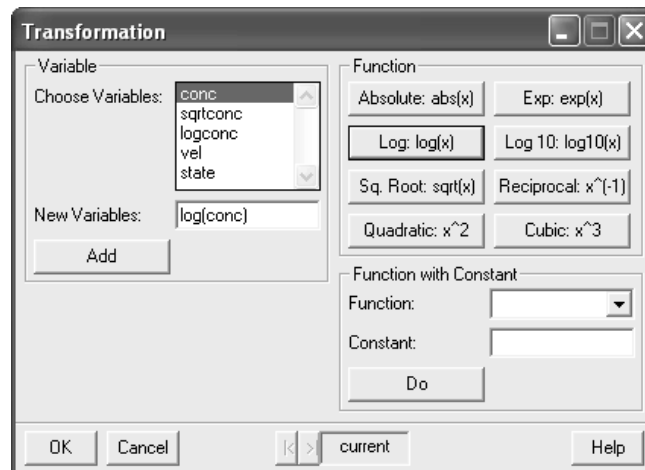 Transformation
Variable
Choose Variables:
conc
sqrtconc
logconc
vel
state
New Variables:
log(conc)
Add
Function
Absolute: abs(x)
Exp: exp(x)
Log: log(x)
Log 10: log10(x)
Sq. Root: sqrt(x)
Reciprocal: x^(-1)
Quadratic: x^2
Cubic: x^3
Function with Constant
Function:
Constant:
Do
OK
Cancel
current
Help